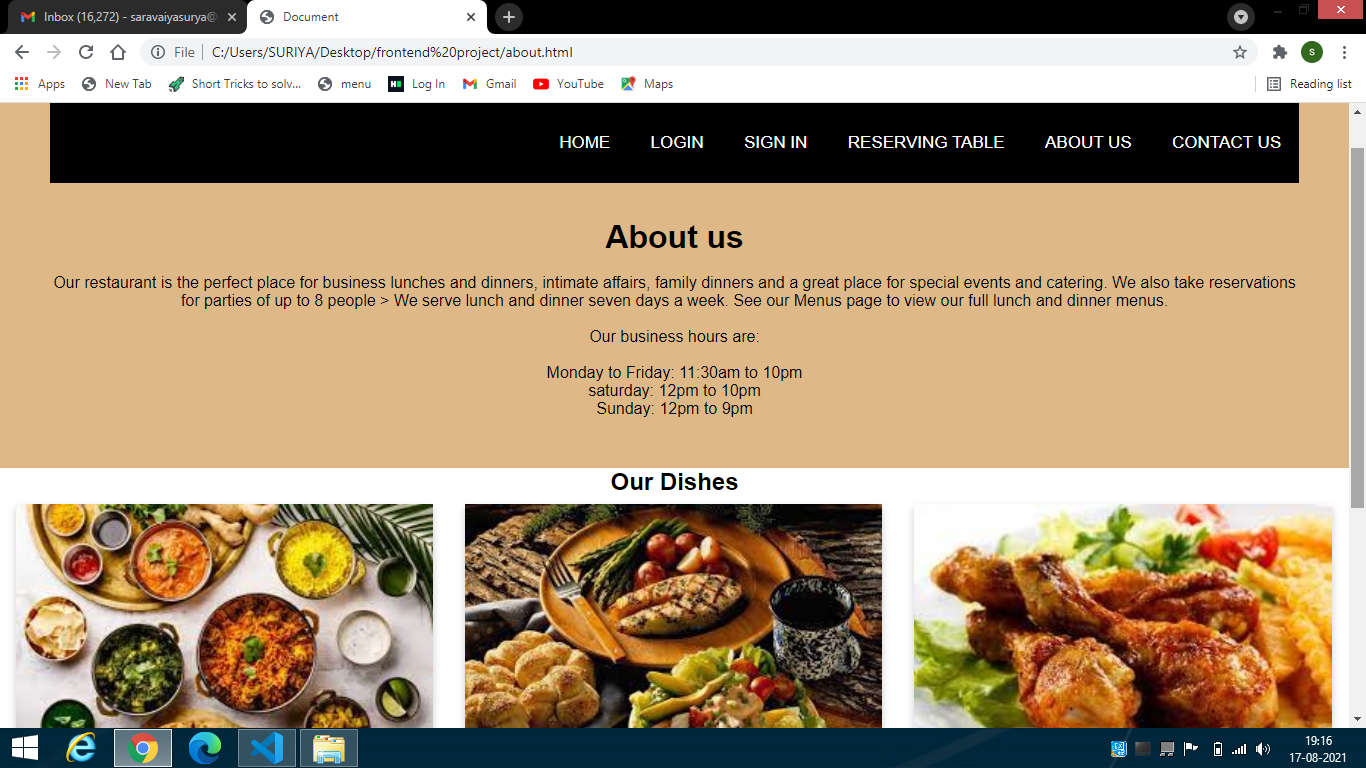 Inbox (16,272) - saravaiyasurya@
Document
File
C:/Users/SURIYA/Desktop/frontend%20project/about.html
S
Apps
New Tab
Short Tricks to solv...
menu
Log In
Gmail
YouTube
Maps
Reading list
HOME LOGIN SIGN IN RESERVING TABLE ABOUT US CONTACT US
About us
Our restaurant is the perfect place for business lunches and dinners, intimate affairs, family dinners and a great place for special events and catering. We also take reservations
for parties of up to 8 people > We serve lunch and dinner seven days a week. See our Menus page to view our full lunch and dinner menus.
Our business hours are:
Monday to Friday: 11:30am to 10pm
saturday: 12pm to 10pm
Sunday: 12pm to 9pm
Our Dishes
19:16
17-08-2021